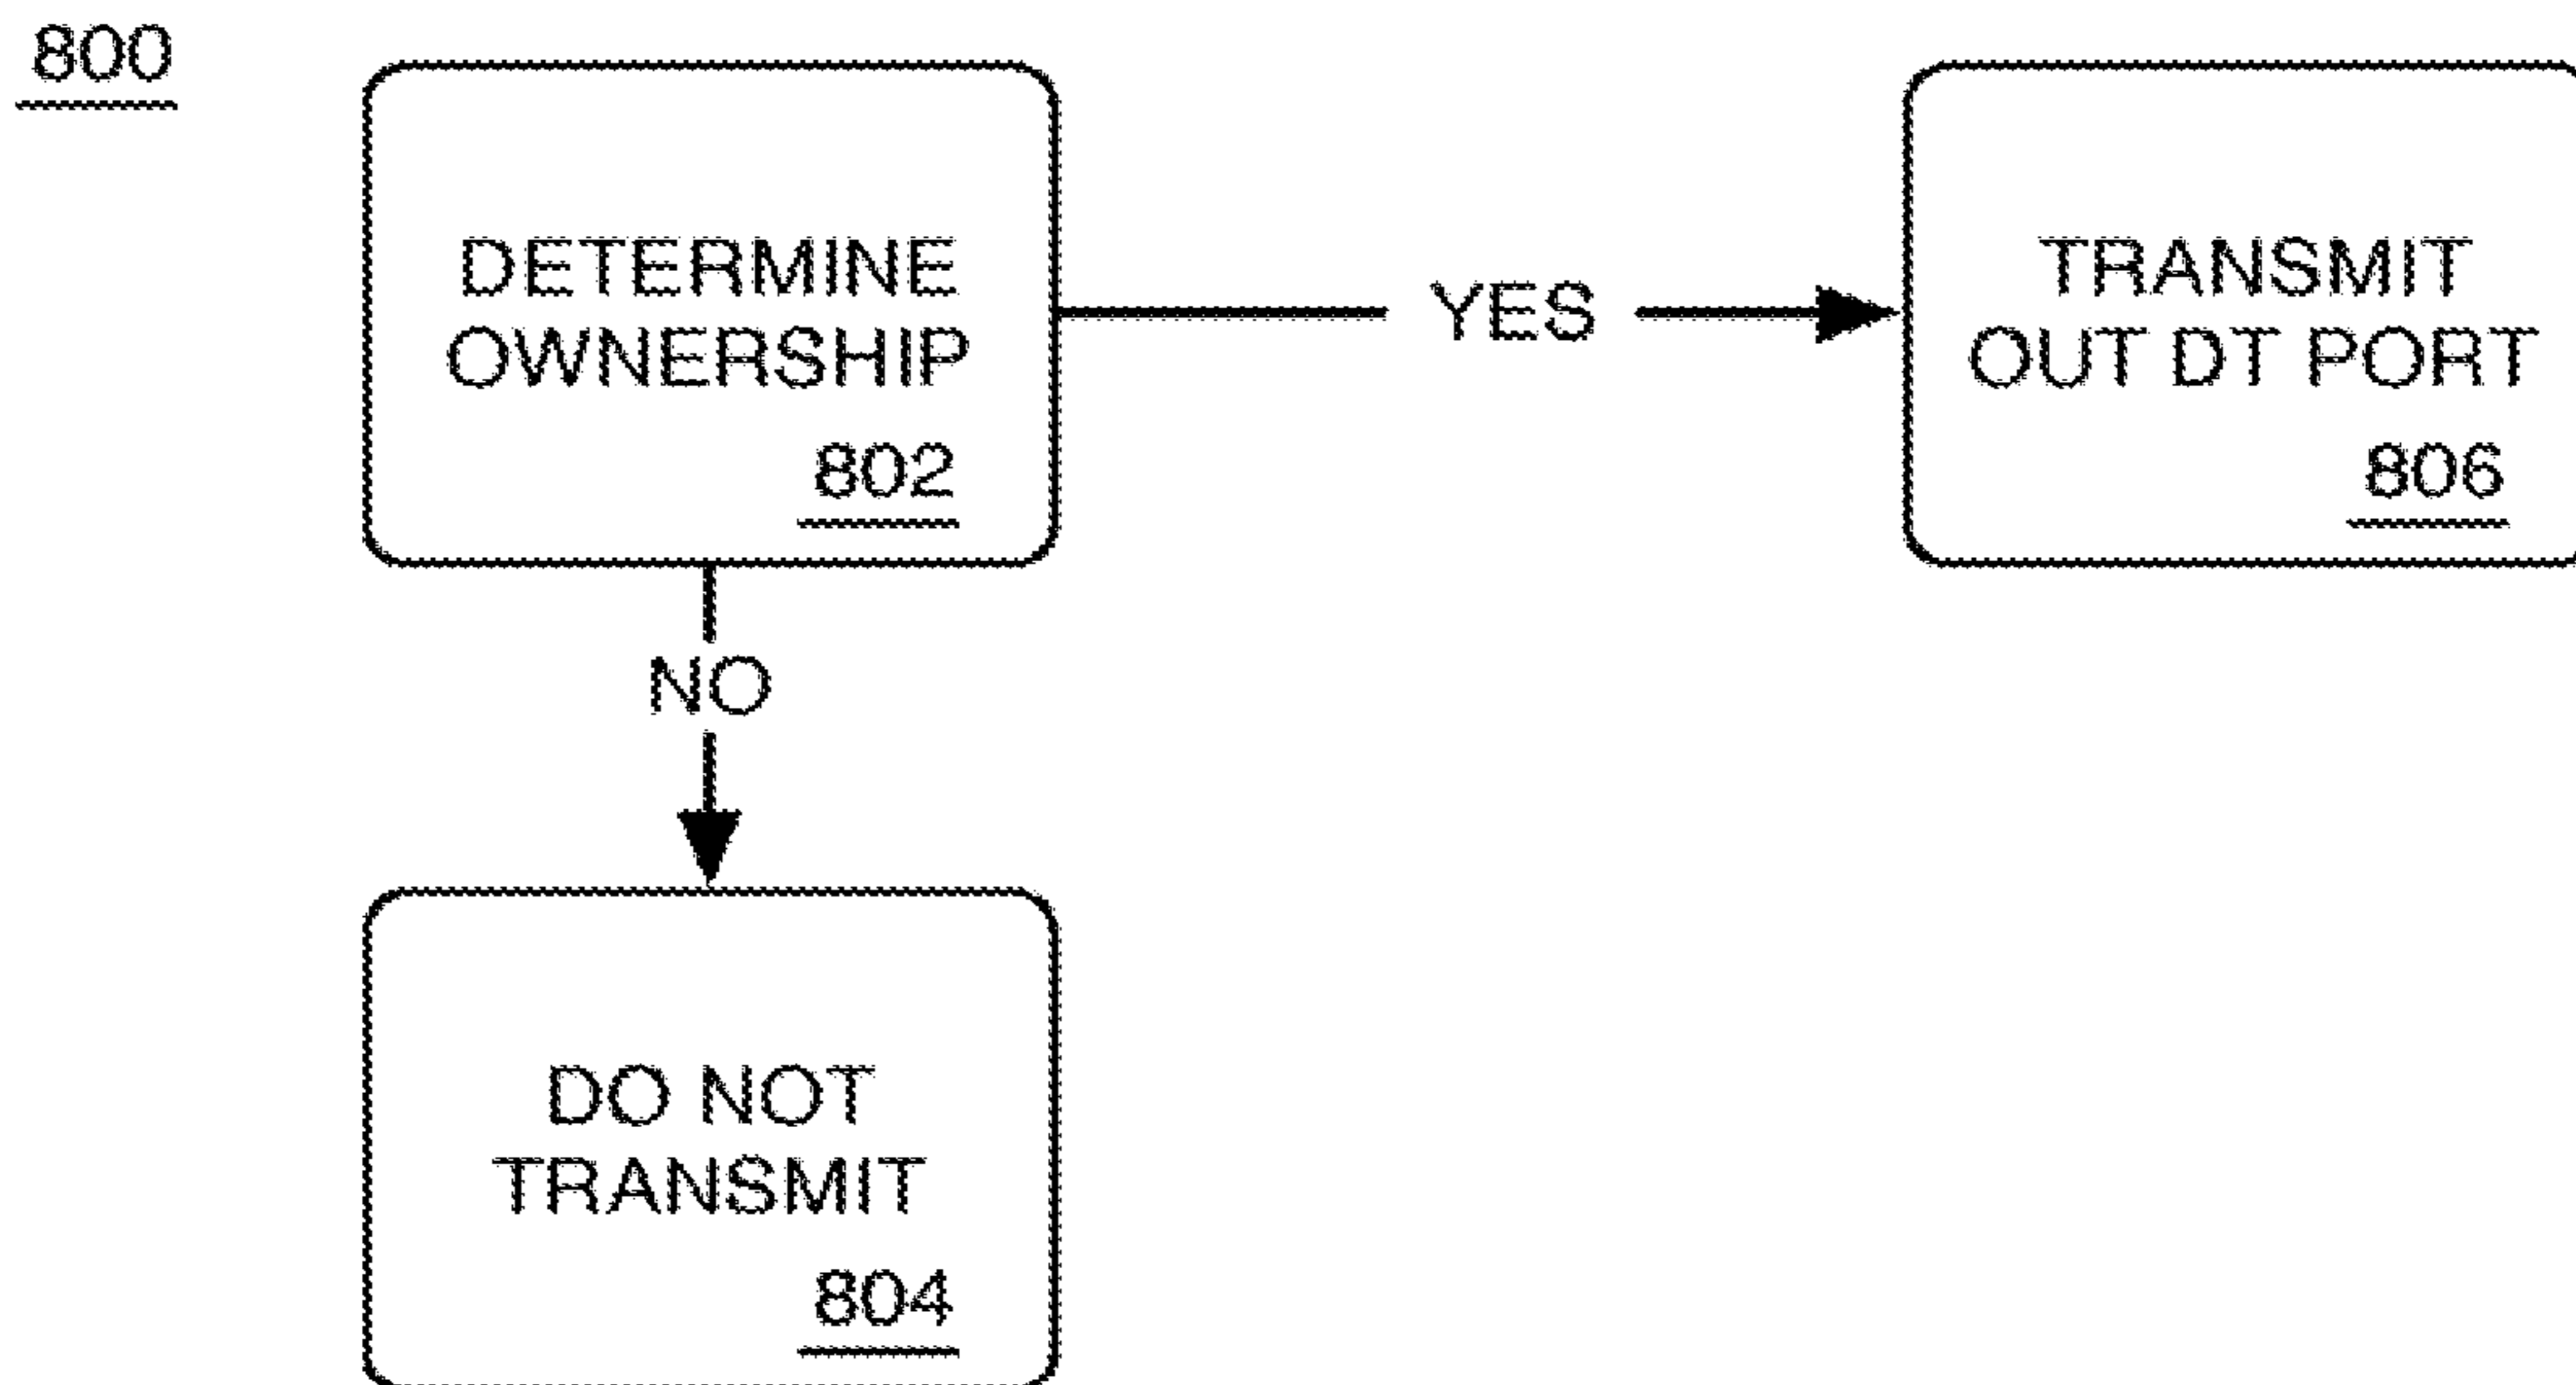 800
DETERMINE
OWNERSHIP
802
YES
TRANSMIT
OUT DT PORT
806
NO
DO NOT
TRANSMIT
804